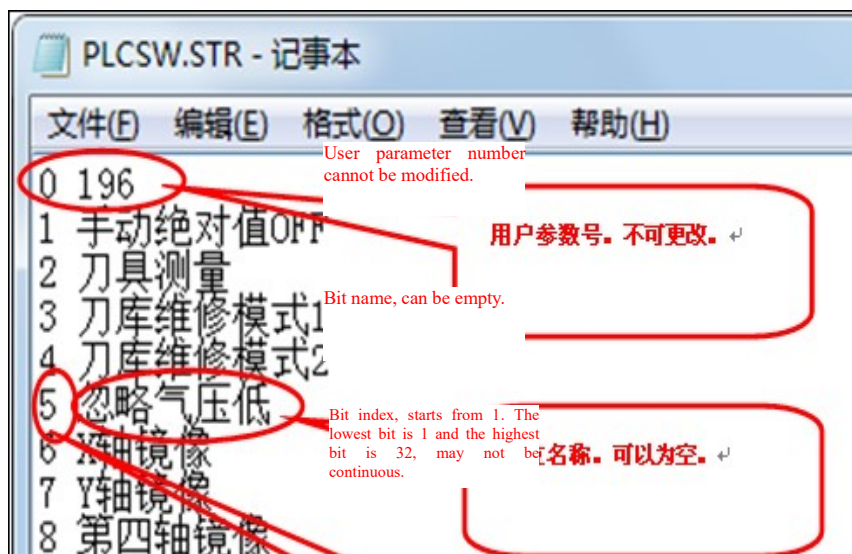 PLCSW.STR - 记事本
文件(F) 编辑(E) 格式(O) 查看(V) 帮助(H)
User parameter number
cannot be modified.
0 196
用户参数号。不可更改。
1 手动绝对值OFF
2 刀具测量
Bit name, can be empty.
3 刀库维修模式1
4 刀库维修模式2
5 忽略气压低
Bit index, starts from 1. The
lowest bit is 1 and the highest
bit is 32, may not be
continuous.
名称。可以为空。
6 X轴镜像
7 Y轴镜像
8 第四轴镜像